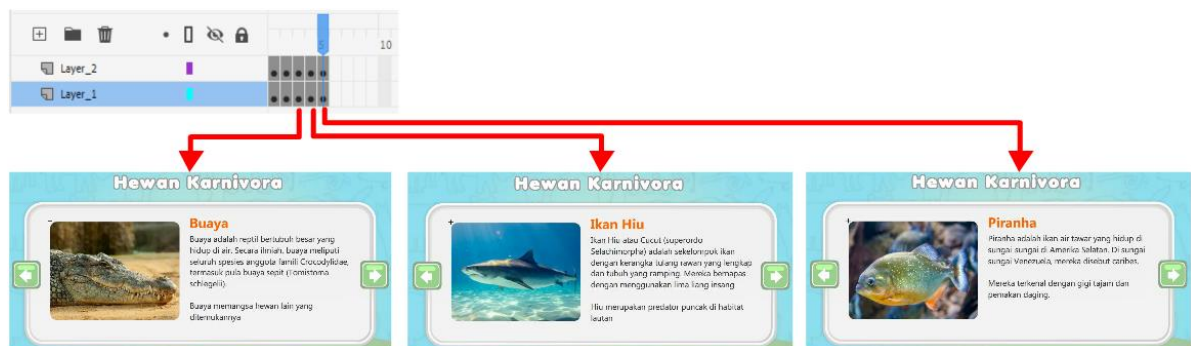 5
10
Layer_2
Layer_1
Hewan Karnivora
Buaya
Buaya adalah reptil bertubuh besar yang
hidup di air. Secara ilmiah, buaya meliputi
seluruh spesies anggota famili Crocodylidae,
termasuk pula buaya sepit (Tomistoma
schlegelii).
Buaya memangsa hewan lain yang
ditemukannya
Hewan Karnivora
Ikan Hiu
Ikan Hiu atau Cucut (superordo
Selachimorpha) adalah sekelompok ikan
dengan kerangka tulang rawan yang lengkap
dan tubuh yang ramping. Mereka bernapas
dengan menggunakan lima liang insang
Hiu merupakan predator puncak di habitat
lautan
Hewan Karnivora
Piranha
Piranha adalah ikan air tawar yang hidup di
sungai sungai di Amerika Selatan. Di sungai
sungai Venezuela, mereka disebut caribes.
Mereka terkenal dengan gigi tajam dan
pemakan daging.